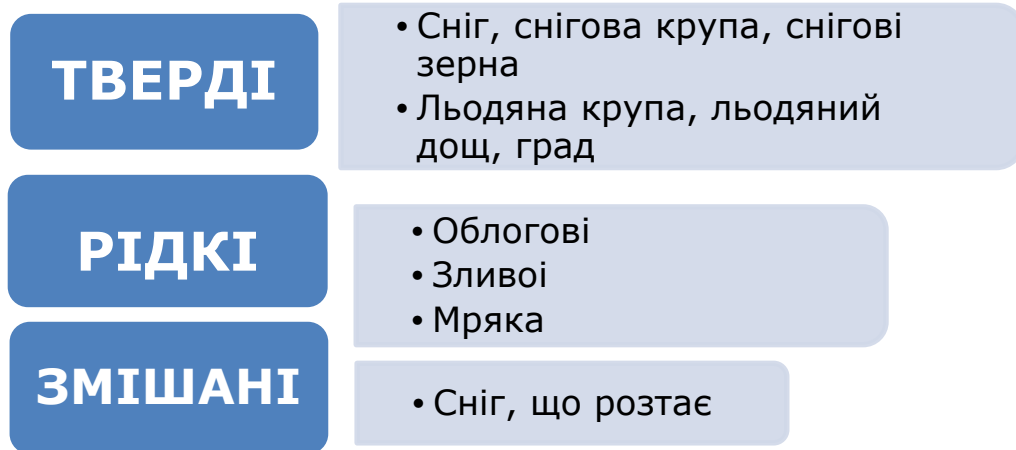 ТВЕРДІ
• Сніг, снігова крупа, снігові
зерна
• Льодяна крупа, льодяний
дощ, град
РІДКІ
• Облогові
• Зливоі
• Мряка
ЗМІШАНІ
• Сніг, що розтає